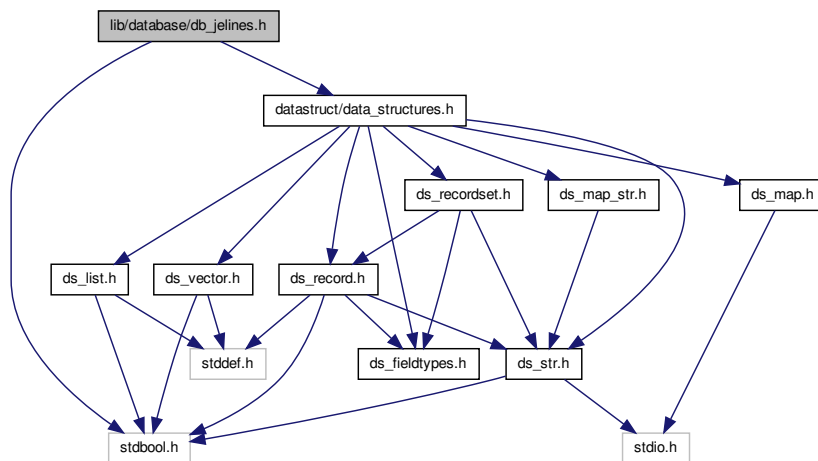 lib/database/db_jelines.h
datastruct/data_structures.h
ds_recordset.h
ds_map_str.h
ds_map.h
ds_list.h
ds_vector.h
ds_record.h
stddef.h
ds_fieldtypes.h
ds_str.h
stdbool.h
stdio.h